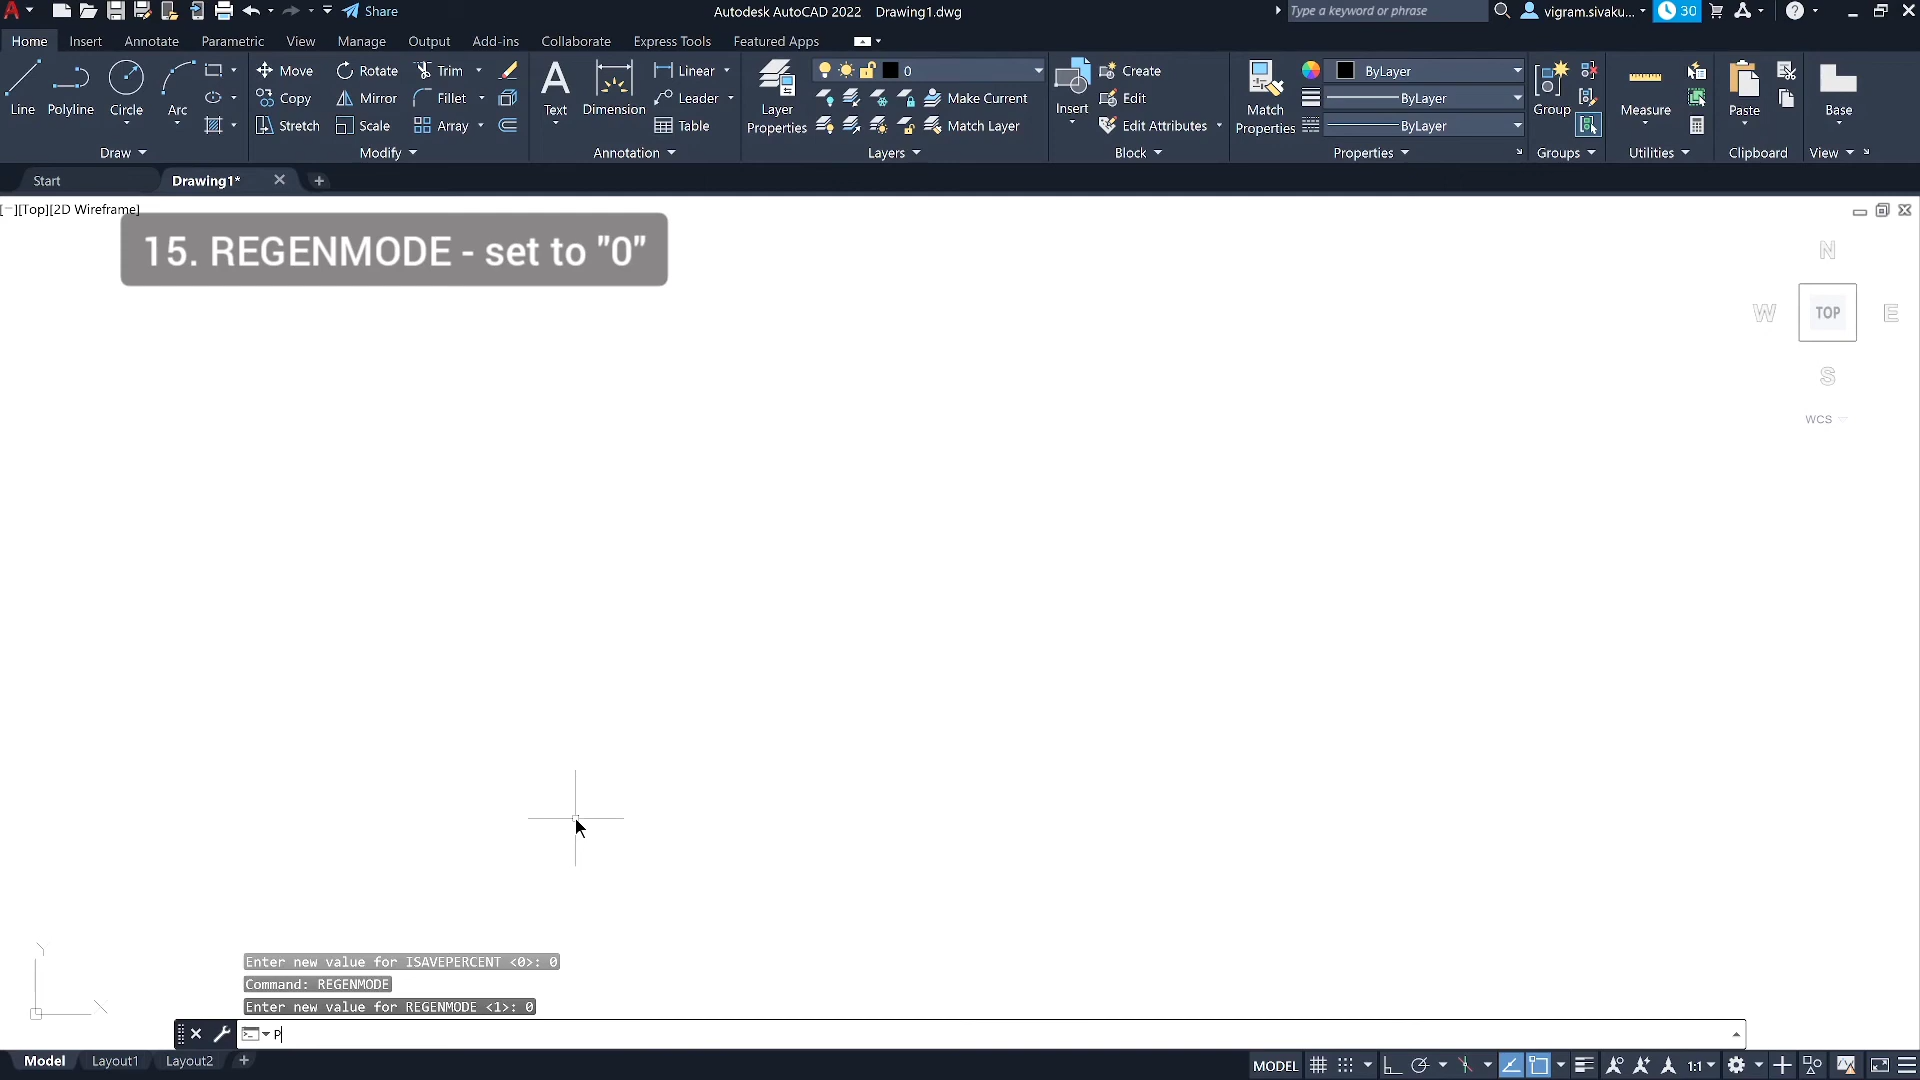 Share
Autodesk AutoCAD 2022 Drawing1.dwg
Type a keyword or phrase
vigram.sivaku...
30
Home Insert Annotate Parametric View Manage Output Add-ins Collaborate Express Tools Featured Apps
Line Polyline Circle Arc
Draw
Move Rotate Trim
Copy Mirror Fillet
Stretch Scale Array
Modify
Text Dimension
Linear
Leader
Table
Annotation
Layer Properties
0
Make Current
Match Layer
Layers
Insert
Create
Edit
Edit Attributes
Block
Match Properties
ByLayer
ByLayer
ByLayer
Properties
Group
Groups
Measure
Utilities
Paste
Clipboard
Base
View
Start Drawing1*
[−][Top][2D Wireframe]
15. REGENMODE - set to "0"
N
W TOP E
S
WCS
Enter new value for ISAVEPERCENT <0>: 0
Command: REGENMODE
Enter new value for REGENMODE <1>: 0
P
Model Layout1 Layout2
MODEL
1:1